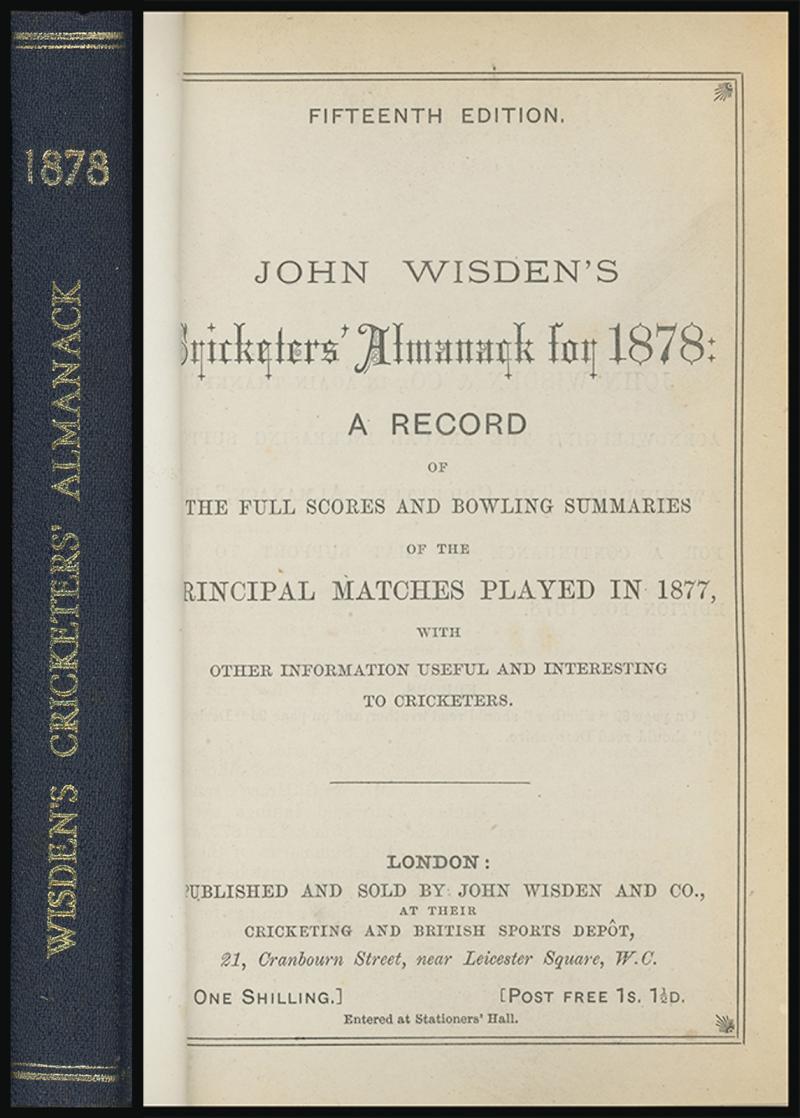 1878
WISDEN'S CRICKETERS' ALMANACK
FIFTEENTH EDITION.
JOHN WISDEN'S
Cricketers' Almanack for 1878:
A RECORD
OF
THE FULL SCORES AND BOWLING SUMMARIES
OF THE
RINCIPAL MATCHES PLAYED IN 1877,
WITH
OTHER INFORMATION USEFUL AND INTERESTING
TO CRICKETERS.
LONDON:
PUBLISHED AND SOLD BY JOHN WISDEN AND CO.,
AT THEIR
CRICKETING AND BRITISH SPORTS DEPÔT,
21, Cranbourn Street, near Leicester Square, W.C.
ONE SHILLING.] [POST FREE 1S. 1½D.
Entered at Stationers' Hall.